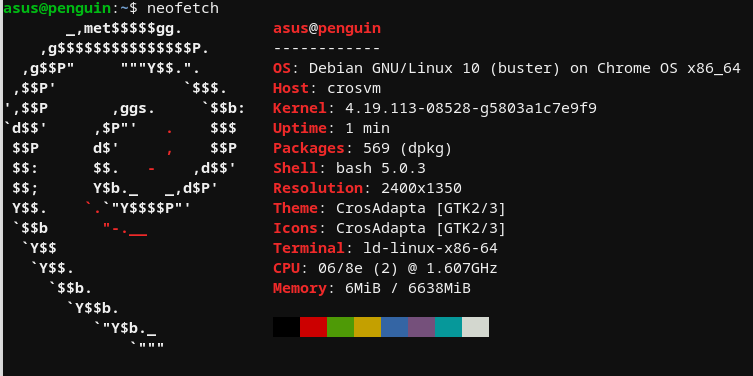 asus@penguin:~$ neofetch
       _,met$$$$$gg.          asus@penguin
    ,g$$$$$$$$$$$$$$$P.       ------------
  ,g$$P"     """Y$$.".        OS: Debian GNU/Linux 10 (buster) on Chrome OS x86_64
 ,$$P'              `$$$.     Host: crosvm
',$$P       ,ggs.     `$$b:   Kernel: 4.19.113-08528-g5803a1c7e9f9
`d$$'     ,$P"'   .    $$$    Uptime: 1 min
 $$P      d$'     ,    $$P    Packages: 569 (dpkg)
 $$:      $$.   -    ,d$$'    Shell: bash 5.0.3
 $$;      Y$b._   _,d$P'      Resolution: 2400x1350
 Y$$.    `.`"Y$$$$P"'         Theme: CrosAdapta [GTK2/3]
 `$$b      "-.__              Icons: CrosAdapta [GTK2/3]
  `Y$$                        Terminal: ld-linux-x86-64
   `Y$$.                      CPU: 06/8e (2) @ 1.607GHz
     `$$b.                    Memory: 6MiB / 6638MiB
       `Y$$b.
          `"Y$b._
              `"""